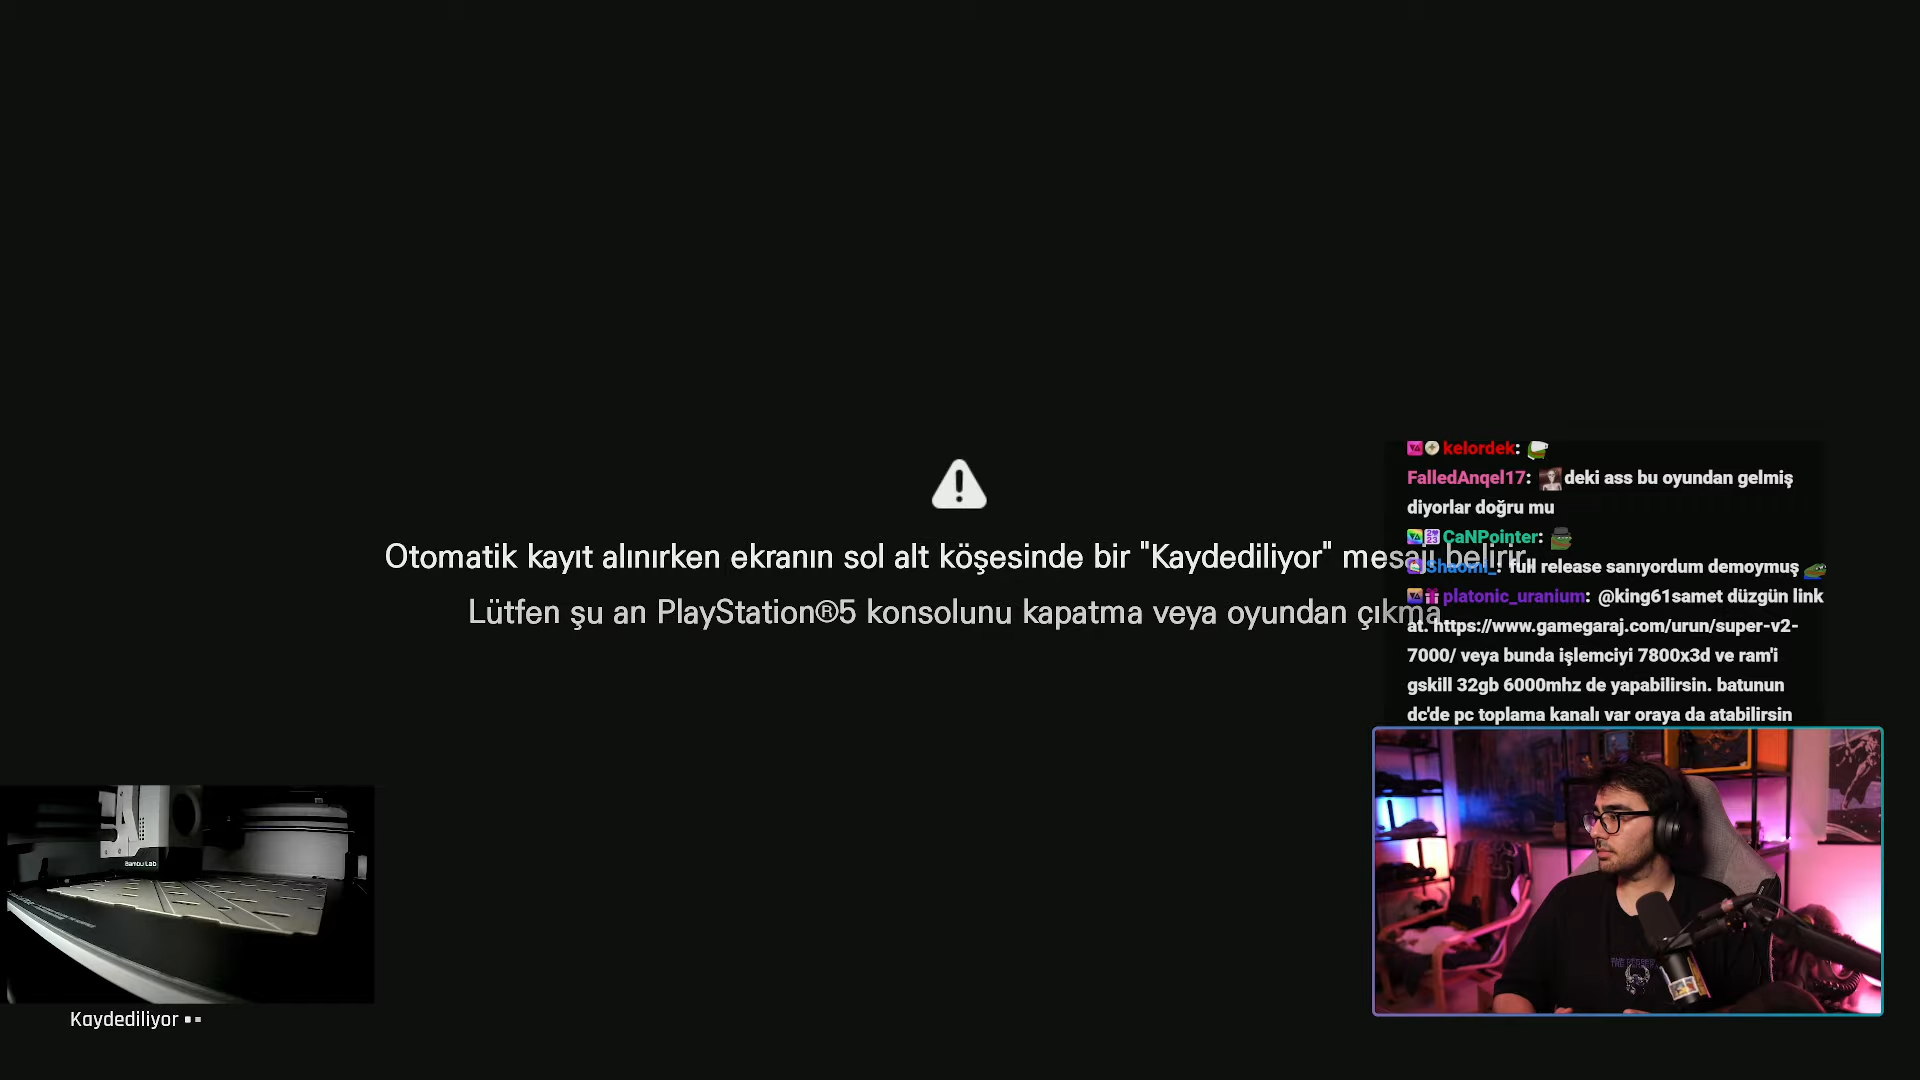 Otomatik kayıt alınırken ekranın sol alt köşesinde bir "Kaydediliyor" mesajı belirir.
Lütfen şu an PlayStation®5 konsolunu kapatma veya oyundan çıkma
kelordek:
FalledAnqel17: deki ass bu oyundan gelmiş
diyorlar doğru mu
CaNPointer:
Shaomi_: full release sanıyordum demoymuş
platonic_uranium: @king61samet düzgün link
at. https://www.gamegaraj.com/urun/super-v2-
7000/ veya bunda işlemciyi 7800x3d ve ram'i
gskill 32gb 6000mhz de yapabilirsin. batunun
dc'de pc toplama kanalı var oraya da atabilirsin
Bambu Lab
Kaydediliyor